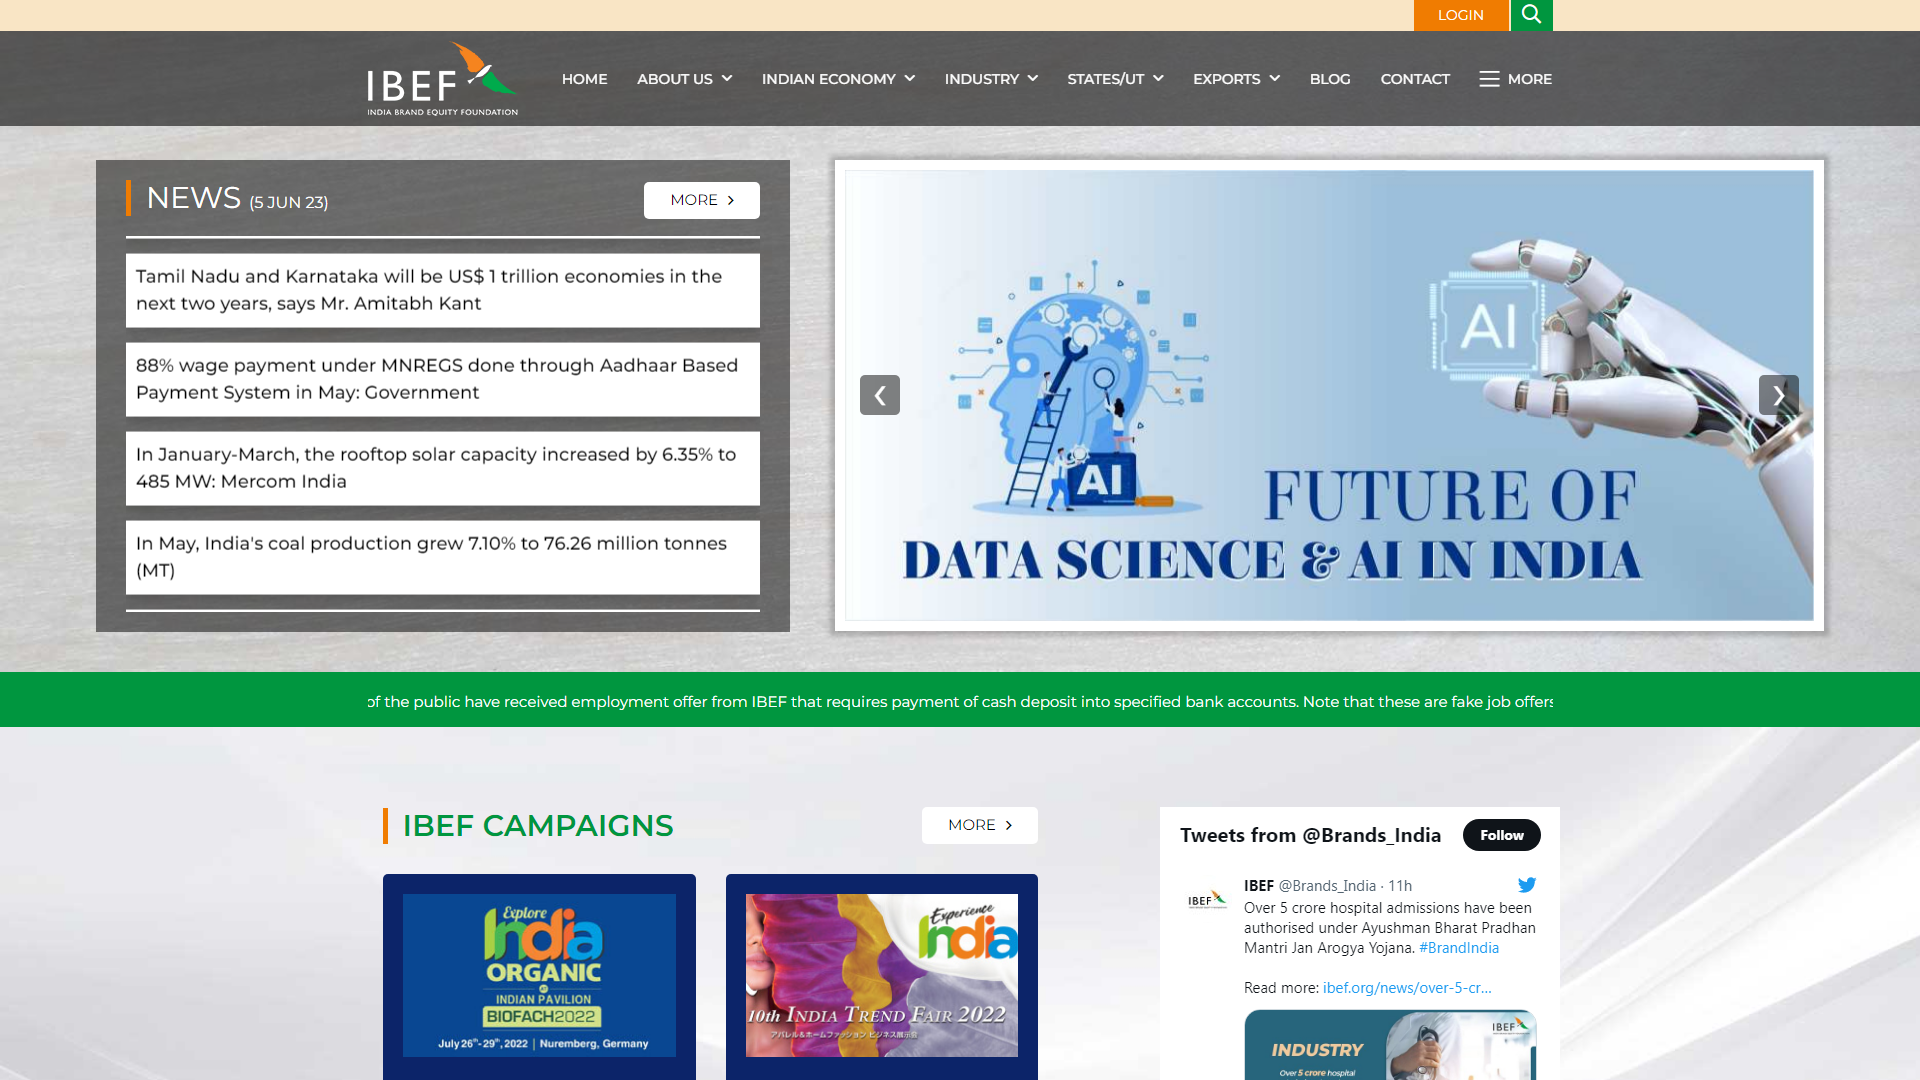 LOGIN
IBEF
INDIA BRAND EQUITY FOUNDATION
HOME ABOUT US INDIAN ECONOMY INDUSTRY STATES/UT EXPORTS BLOG CONTACT MORE
NEWS (5 JUN 23)
MORE
Tamil Nadu and Karnataka will be US$ 1 trillion economies in the
next two years, says Mr. Amitabh Kant
88% wage payment under MNREGS done through Aadhaar Based
Payment System in May: Government
In January-March, the rooftop solar capacity increased by 6.35% to
485 MW: Mercom India
In May, India's coal production grew 7.10% to 76.26 million tonnes
(MT)
AI
AI
FUTURE OF
DATA SCIENCE & AI IN INDIA
of the public have received employment offer from IBEF that requires payment of cash deposit into specified bank accounts. Note that these are fake job offers
IBEF CAMPAIGNS
MORE
Explore
India
ORGANIC
AT
INDIAN PAVILION
BIOFACH2022
July 26th-29th, 2022 | Nuremberg, Germany
Experience
India
10th INDIA TREND FAIR 2022
アパレル&ホームファッション ビジネス展示会
Tweets from @Brands_India
Follow
IBEF
IBEF @Brands_India · 11h
Over 5 crore hospital admissions have been
authorised under Ayushman Bharat Pradhan
Mantri Jan Arogya Yojana. #BrandIndia
Read more: ibef.org/news/over-5-cr...
IBEF
INDUSTRY
Over 5 crore hospital